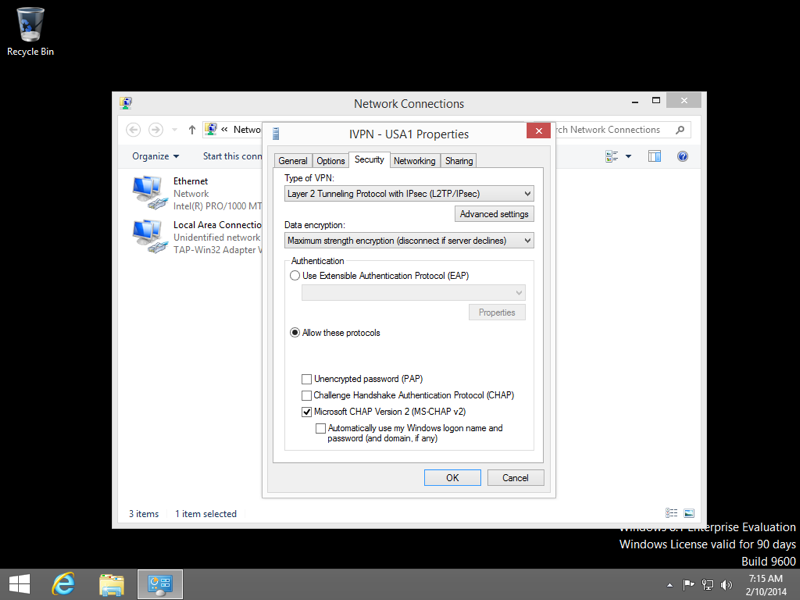 Recycle Bin
Network Connections
« Netwo
rch Network Connections
Organize
Start this conn
Ethernet
Network
Intel(R) PRO/1000 MT
Local Area Connectio
Unidentified network
TAP-Win32 Adapter V
IVPN - USA1 Properties
General Options Security Networking Sharing
Type of VPN:
Layer 2 Tunneling Protocol with IPsec (L2TP/IPsec)
Advanced settings
Data encryption:
Maximum strength encryption (disconnect if server declines)
Authentication
Use Extensible Authentication Protocol (EAP)
Properties
Allow these protocols
Unencrypted password (PAP)
Challenge Handshake Authentication Protocol (CHAP)
Microsoft CHAP Version 2 (MS-CHAP v2)
Automatically use my Windows logon name and
password (and domain, if any)
OK Cancel
3 items 1 item selected
Windows 8.1 Enterprise Evaluation
Windows License valid for 90 days
Build 9600
7:15 AM
2/10/2014